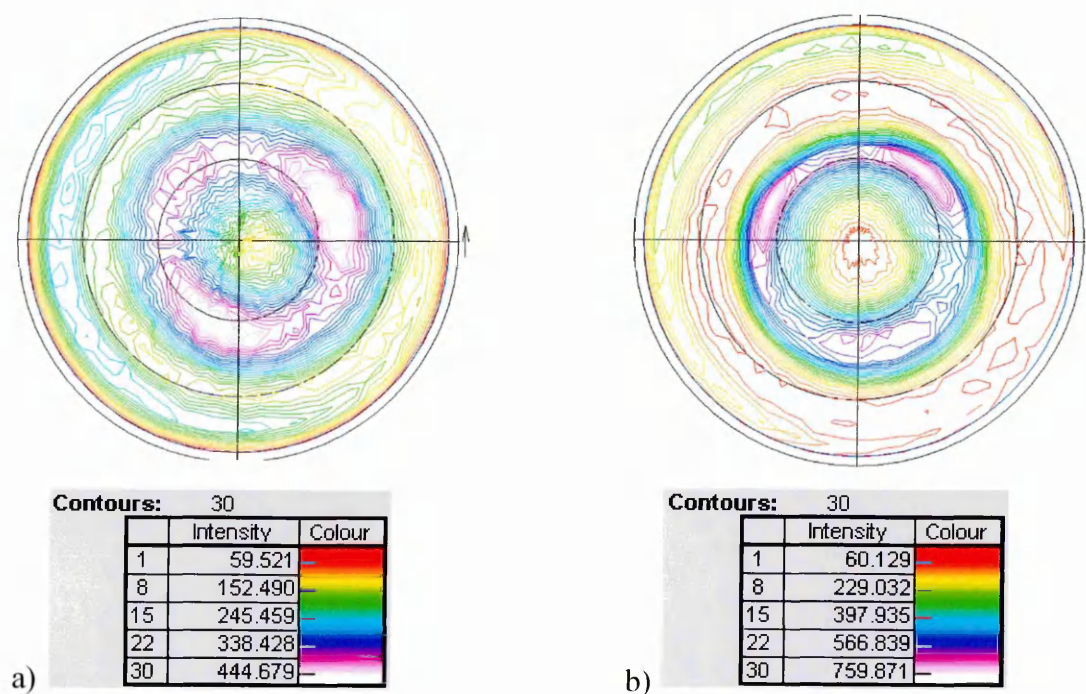 Contours: 30
Intensity Colour
1 59.521
8 152.490
15 245.459
22 338.428
30 444.679
a)
Contours: 30
Intensity Colour
1 60.129
8 229.032
15 397.935
22 566.839
30 759.871
b)